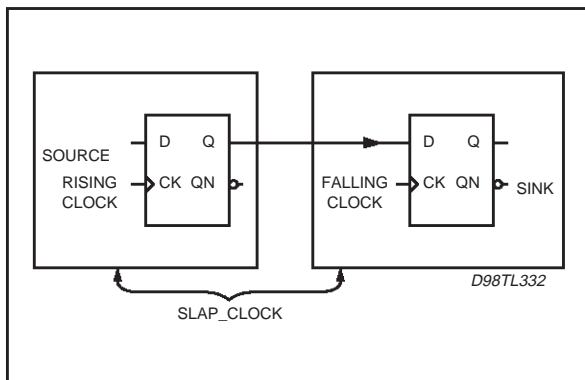 D Q
SOURCE
RISING
CLOCK
CK QN
D Q
FALLING
CLOCK
CK QN
SINK
D98TL332
SLAP_CLOCK